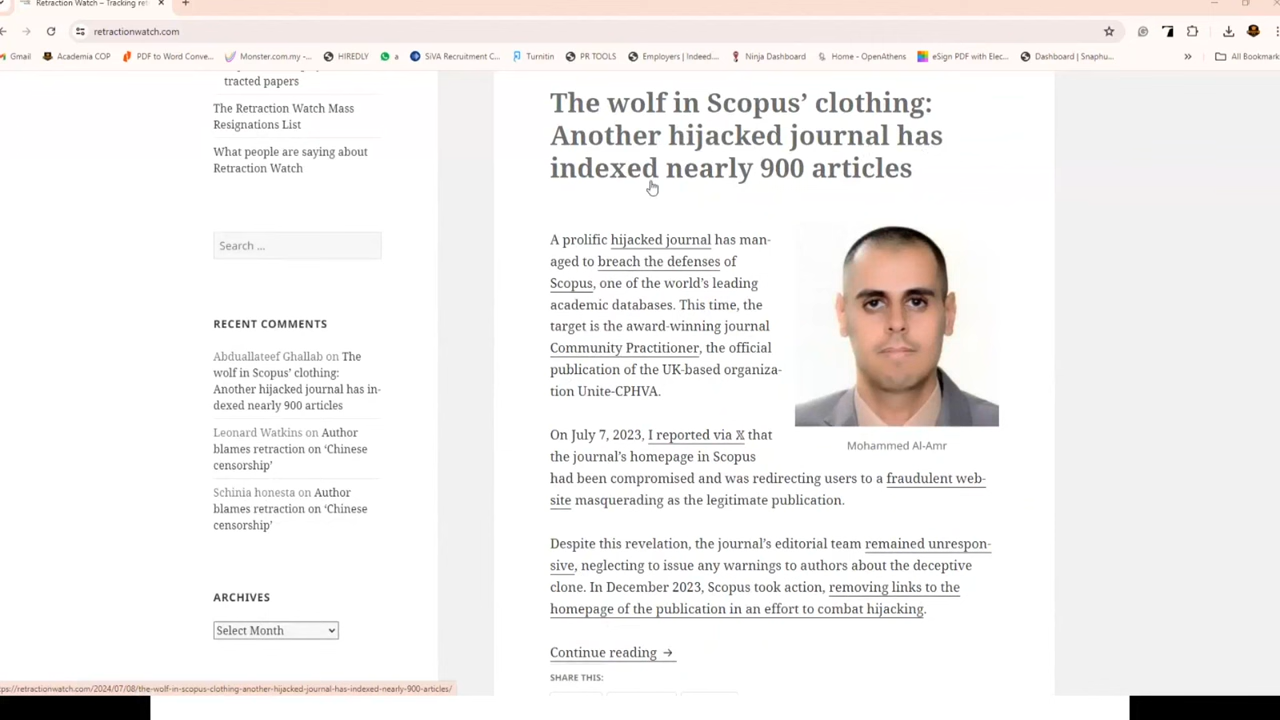 Retraction Watch – Tracking ret
retractionwatch.com
Gmail
Academia COP
PDF to Word Conve...
Monster.com.my -...
HIREDLY
a
SiVA Recruitment C...
Turnitin
PR TOOLS
Employers | Indeed....
Ninja Dashboard
Home - OpenAthens
eSign PDF with Elec...
Dashboard | Snaphu...
»
All Bookmark
tracted papers
The Retraction Watch Mass
Resignations List
What people are saying about
Retraction Watch
Search ...
RECENT COMMENTS
Abduallateef Ghallab on The
wolf in Scopus’ clothing:
Another hijacked journal has in-
dexed nearly 900 articles
Leonard Watkins on Author
blames retraction on ‘Chinese
censorship’
Schinia honesta on Author
blames retraction on ‘Chinese
censorship’
ARCHIVES
Select Month
The wolf in Scopus’ clothing:
Another hijacked journal has
indexed nearly 900 articles
A prolific hijacked journal has man-
aged to breach the defenses of
Scopus, one of the world’s leading
academic databases. This time, the
target is the award-winning journal
Community Practitioner, the official
publication of the UK-based organiza-
tion Unite-CPHVA.
Mohammed Al-Amr
On July 7, 2023, I reported via 𝕏 that
the journal’s homepage in Scopus
had been compromised and was redirecting users to a fraudulent web-
site masquerading as the legitimate publication.
Despite this revelation, the journal’s editorial team remained unrespon-
sive, neglecting to issue any warnings to authors about the deceptive
clone. In December 2023, Scopus took action, removing links to the
homepage of the publication in an effort to combat hijacking.
Continue reading →
SHARE THIS:
ps://retractionwatch.com/2024/07/08/the-wolf-in-scopus-clothing-another-hijacked-journal-has-indexed-nearly-900-articles/